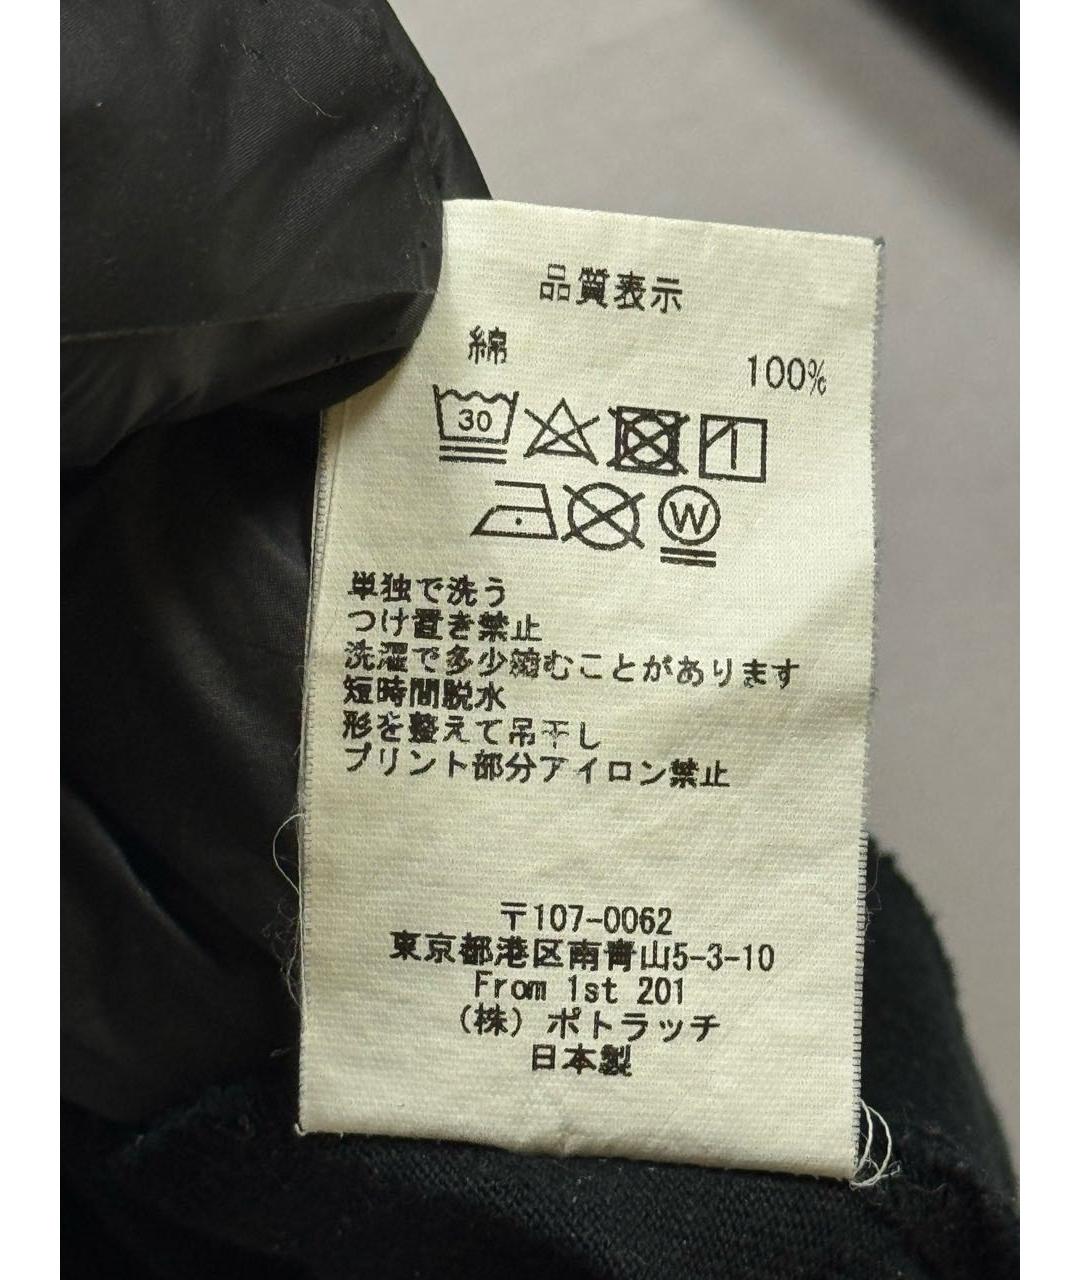 品質表示
綿 100%
30
W
単独で洗う
つけ置き禁止
洗濯で多少縮むことがあります
短時間脱水
形を整えて吊干し
プリント部分アイロン禁止
〒107-0062
東京都港区南青山5-3-10
From 1st 201
(株) ポトラッチ
日本製